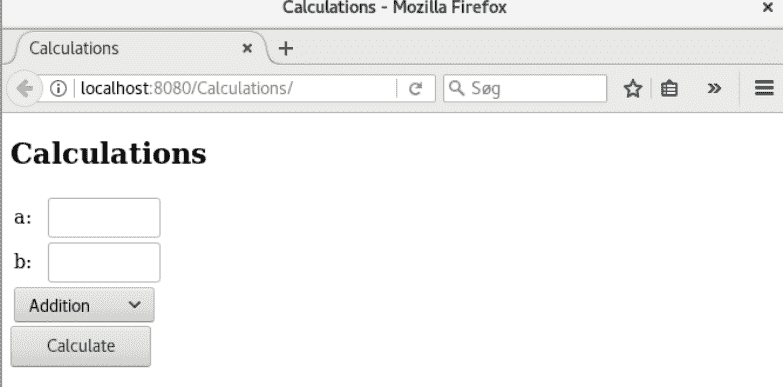 Calculations - Mozilla Firefox
Calculations
localhost:8080/Calculations/
Søg
Calculations
a:
b:
Addition
Calculate